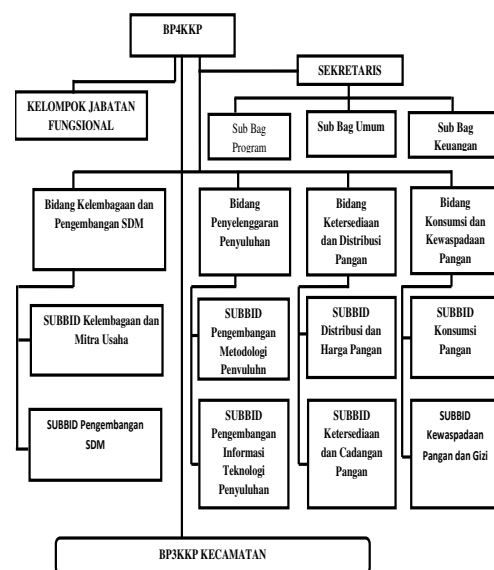 BP4KKP
SEKRETARIS
KELOMPOK JABATAN
FUNGSIONAL
Sub Bag
Program
Sub Bag Umum
Sub Bag
Keuangan
Bidang Kelembagaan dan
Pengembangan SDM
Bidang
Penyelenggaran
Penyuluhan
Bidang
Ketersediaan
dan Distribusi
Pangan
Bidang
Konsumsi dan
Kewaspadaan
Pangan
SUBBID Kelembagaan dan
Mitra Usaha
SUBBID
Pengembangan
Metodologi
Penyuluhn
SUBBID
Distribusi dan
Harga Pangan
SUBBID
Konsumsi
Pangan
SUBBID Pengembangan
SDM
SUBBID
Pengembangan
Informasi
Teknologi
Penyuluhan
SUBBID
Ketersediaan
dan Cadangan
Pangan
SUBBID
Kewaspadaan
Pangan dan Gizi
BP3KKP KECAMATAN